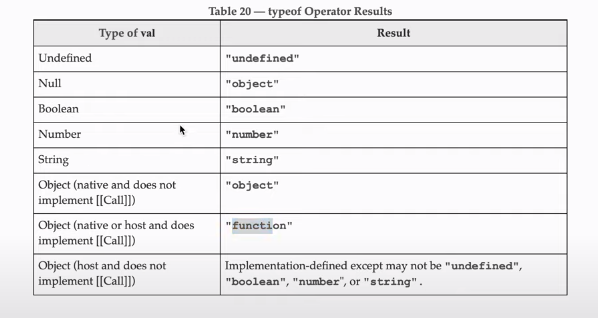 Table 20 — typeof Operator Results
Type of val Result
Undefined "undefined"
Null "object"
Boolean "boolean"
Number "number"
String "string"
Object (native and does not "object"
implement [[Call]])
Object (native or host and does "function"
implement [[Call]])
Object (host and does not Implementation-defined except may not be "undefined",
implement [[Call]]) "boolean", "number", or "string".